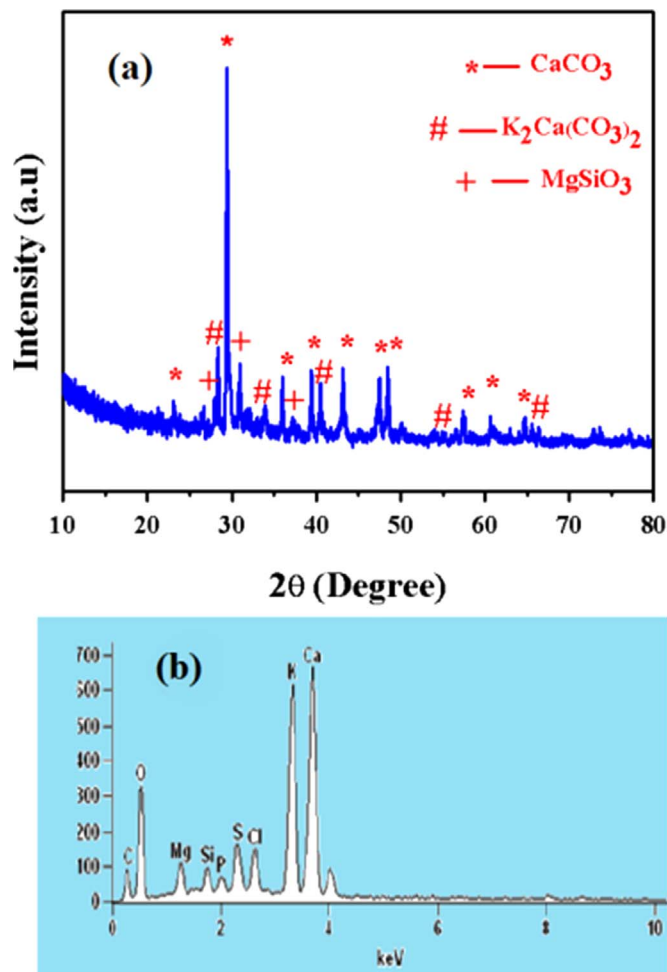 (a)
* — CaCO3
# — K2Ca(CO3)2
+ — MgSiO3
*
#
+
*
+
#
*
+
*
#
*
*
*
#
*
*
*
#
Intensity (a.u)
10 20 30 40 50 60 70 80
2θ (Degree)
(b)
700
600
500
400
300
200
100
0
C
O
Mg
Si
P
S
Cl
K
Ca
0 2 4 6 8 10
keV